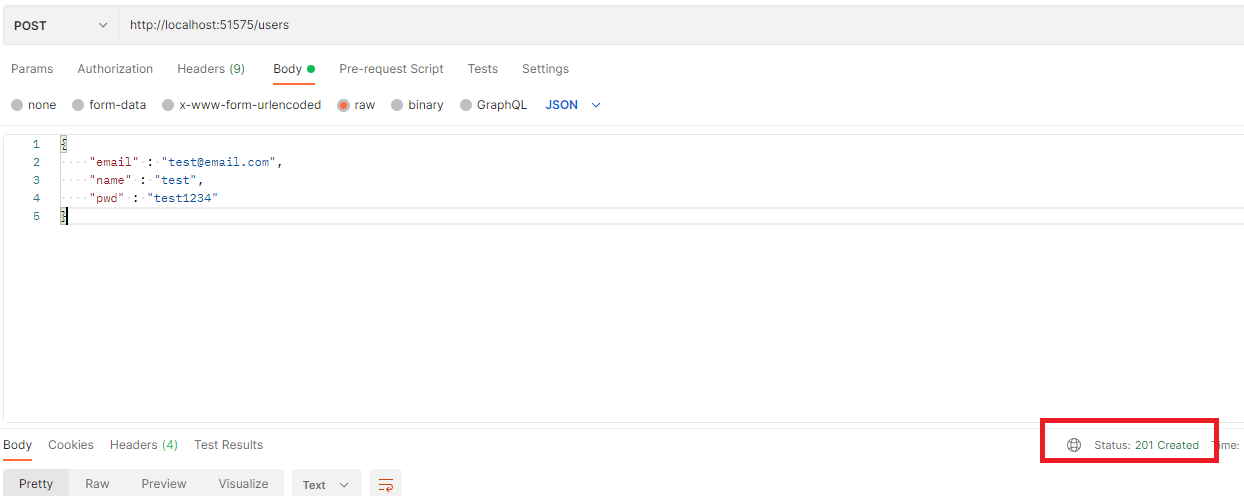 POST http://localhost:51575/users
Params Authorization Headers (9) Body Pre-request Script Tests Settings
none form-data x-www-form-urlencoded raw binary GraphQL JSON
1 {
2 "email" : "test@email.com",
3 "name" : "test",
4 "pwd" : "test1234"
5 }
Body Cookies Headers (4) Test Results Status: 201 Created Time:
Pretty Raw Preview Visualize Text